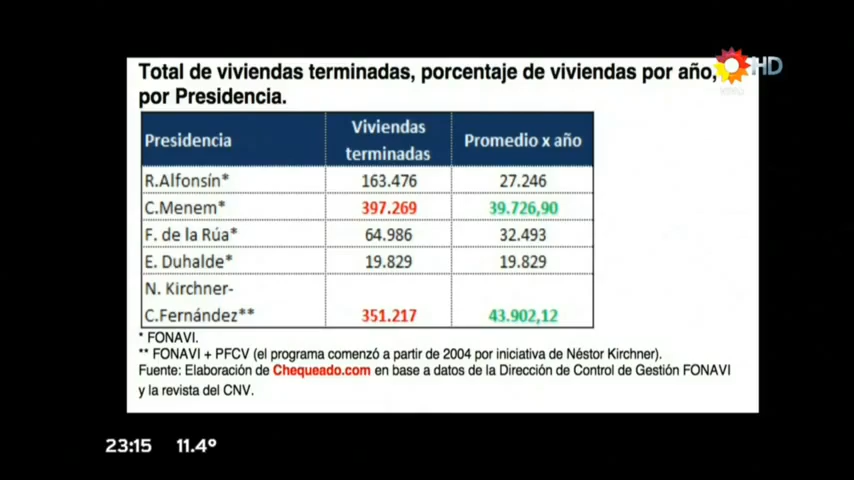 Total de viviendas terminadas, porcentaje de viviendas por año,
por Presidencia.
HD
Presidencia Viviendas terminadas Promedio x año
R.Alfonsín* 163.476 27.246
C.Menem* 397.269 39.726,90
F. de la Rúa* 64.986 32.493
E. Duhalde* 19.829 19.829
N. Kirchner-
C.Fernández** 351.217 43.902,12
* FONAVI.
** FONAVI + PFCV (el programa comenzó a partir de 2004 por iniciativa de Néstor Kirchner).
Fuente: Elaboración de Chequeado.com en base a datos de la Dirección de Control de Gestión FONAVI
y la revista del CNV.
23:15 11.4°